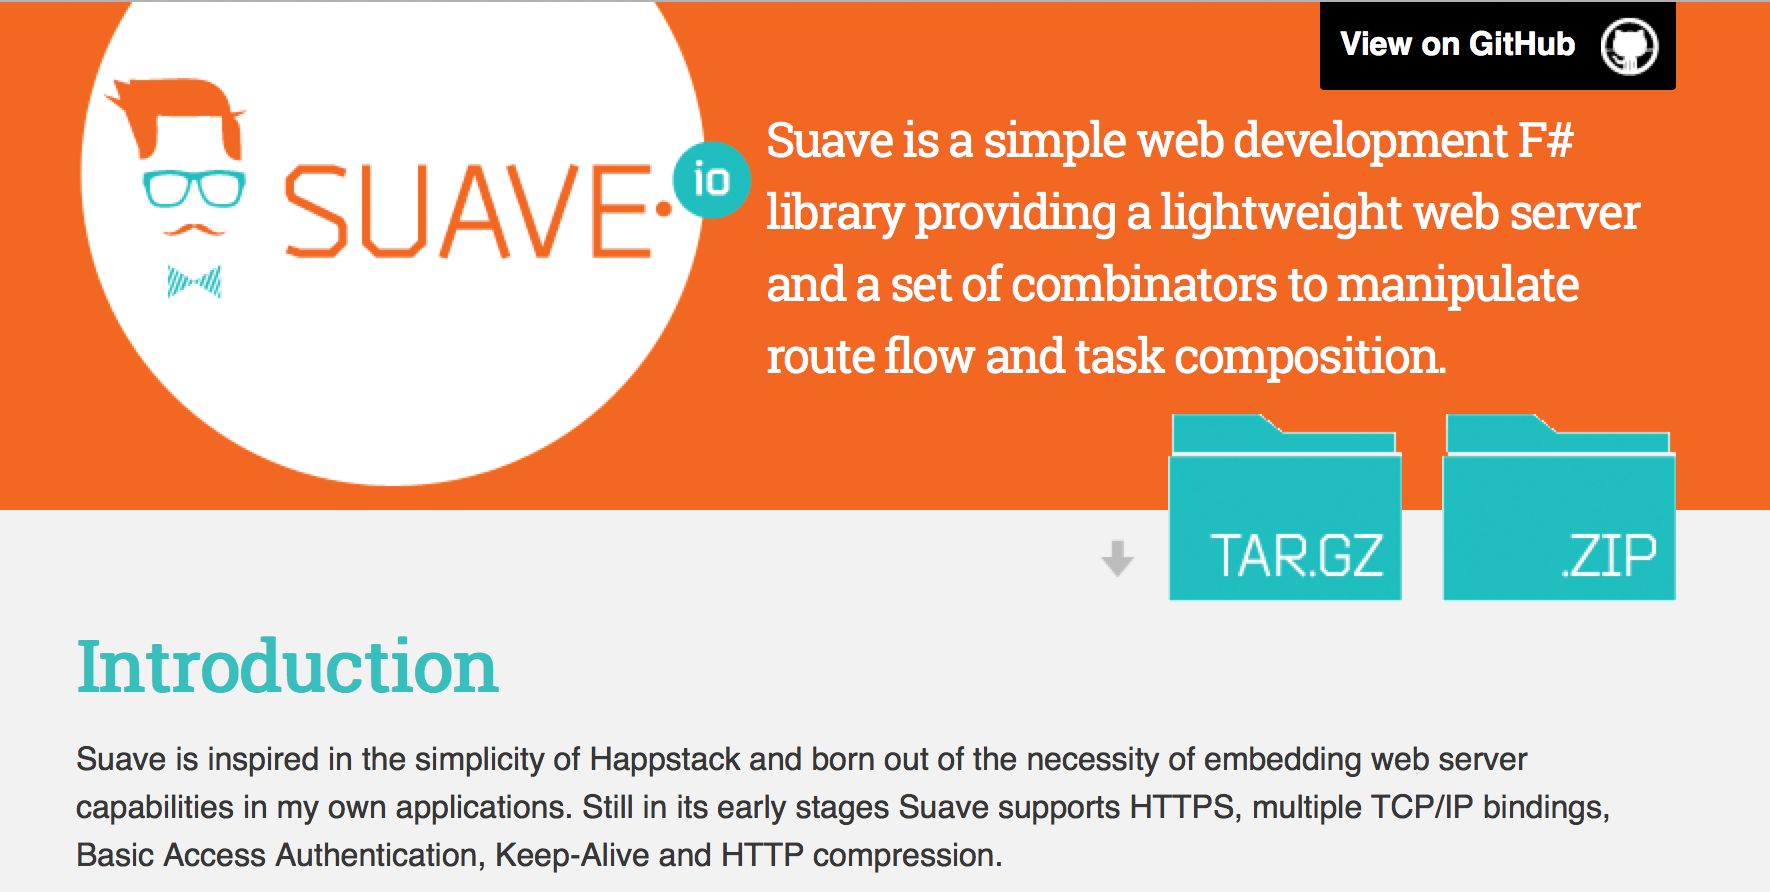 View on GitHub
SUAVE.io
Suave is a simple web development F#
library providing a lightweight web server
and a set of combinators to manipulate
route flow and task composition.
TAR.GZ
.ZIP
Introduction
Suave is inspired in the simplicity of Happstack and born out of the necessity of embedding web server
capabilities in my own applications. Still in its early stages Suave supports HTTPS, multiple TCP/IP bindings,
Basic Access Authentication, Keep-Alive and HTTP compression.